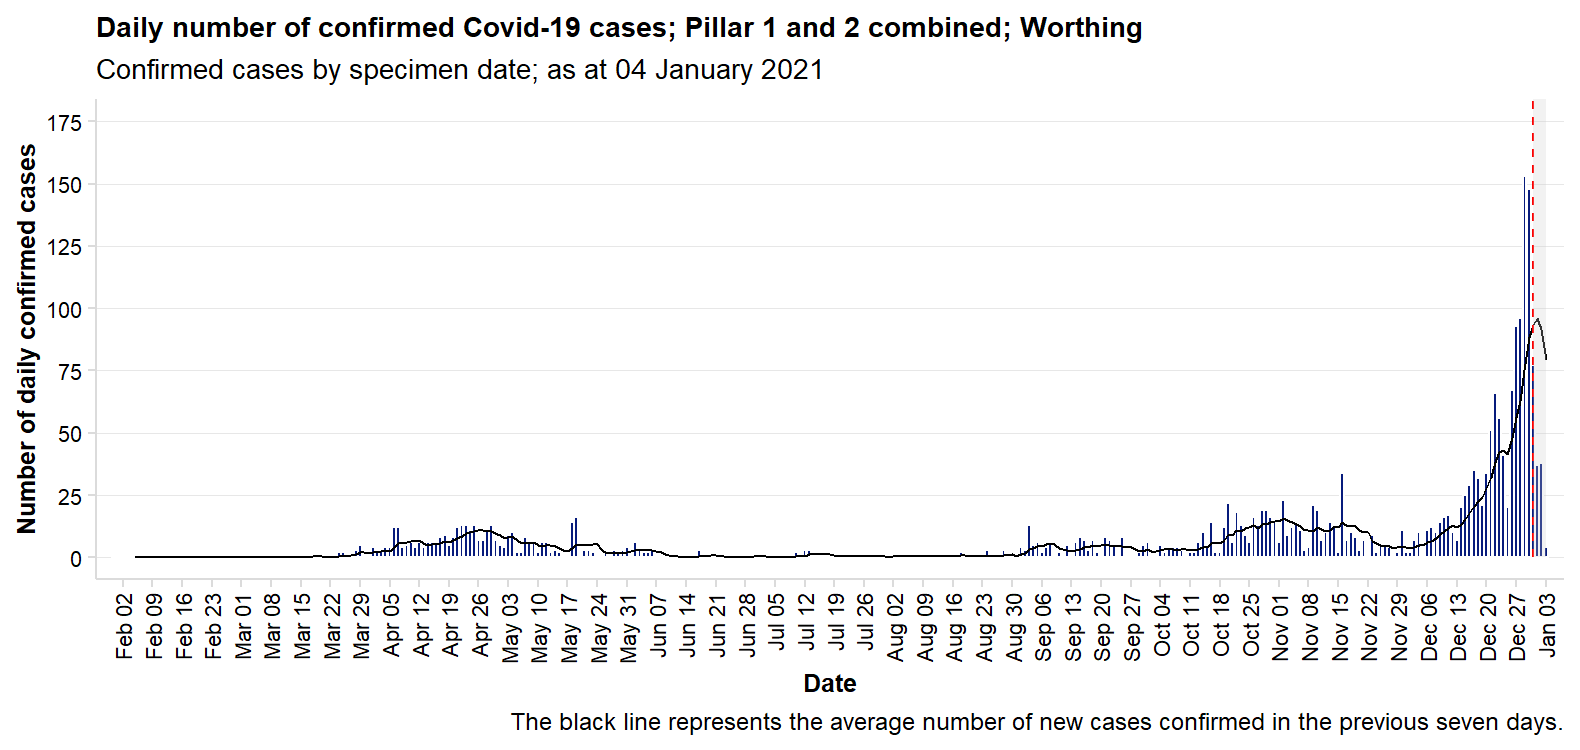 Daily number of confirmed Covid-19 cases; Pillar 1 and 2 combined; Worthing
Confirmed cases by specimen date; as at 04 January 2021
Number of daily confirmed cases
175
150
125
100
75
50
25
0
Feb 02
Feb 09
Feb 16
Feb 23
Mar 01
Mar 08
Mar 15
Mar 22
Mar 29
Apr 05
Apr 12
Apr 19
Apr 26
May 03
May 10
May 17
May 24
May 31
Jun 07
Jun 14
Jun 21
Jun 28
Jul 05
Jul 12
Jul 19
Jul 26
Aug 02
Aug 09
Aug 16
Aug 23
Aug 30
Sep 06
Sep 13
Sep 20
Sep 27
Oct 04
Oct 11
Oct 18
Oct 25
Nov 01
Nov 08
Nov 15
Nov 22
Nov 29
Dec 06
Dec 13
Dec 20
Dec 27
Jan 03
Date
The black line represents the average number of new cases confirmed in the previous seven days.